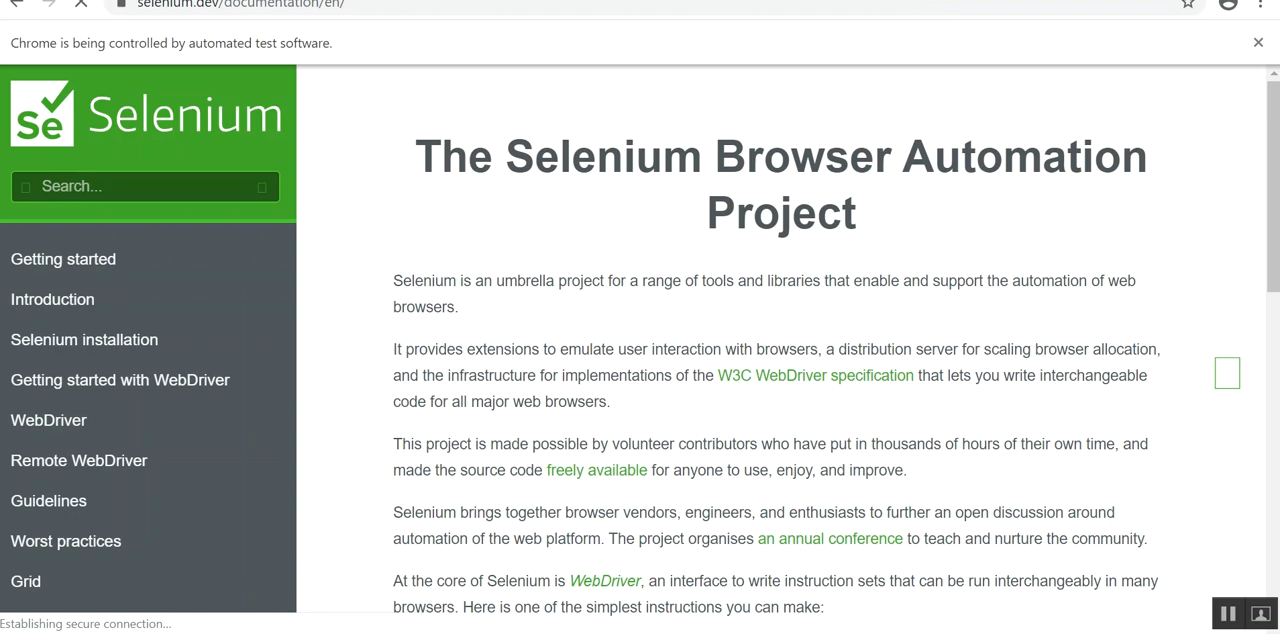 selenium.dev/documentation/en/
Chrome is being controlled by automated test software.
Se Selenium
Search...
Getting started
Introduction
Selenium installation
Getting started with WebDriver
WebDriver
Remote WebDriver
Guidelines
Worst practices
Grid
The Selenium Browser Automation
Project
Selenium is an umbrella project for a range of tools and libraries that enable and support the automation of web
browsers.
It provides extensions to emulate user interaction with browsers, a distribution server for scaling browser allocation,
and the infrastructure for implementations of the W3C WebDriver specification that lets you write interchangeable
code for all major web browsers.
This project is made possible by volunteer contributors who have put in thousands of hours of their own time, and
made the source code freely available for anyone to use, enjoy, and improve.
Selenium brings together browser vendors, engineers, and enthusiasts to further an open discussion around
automation of the web platform. The project organises an annual conference to teach and nurture the community.
At the core of Selenium is WebDriver, an interface to write instruction sets that can be run interchangeably in many
browsers. Here is one of the simplest instructions you can make:
Establishing secure connection...